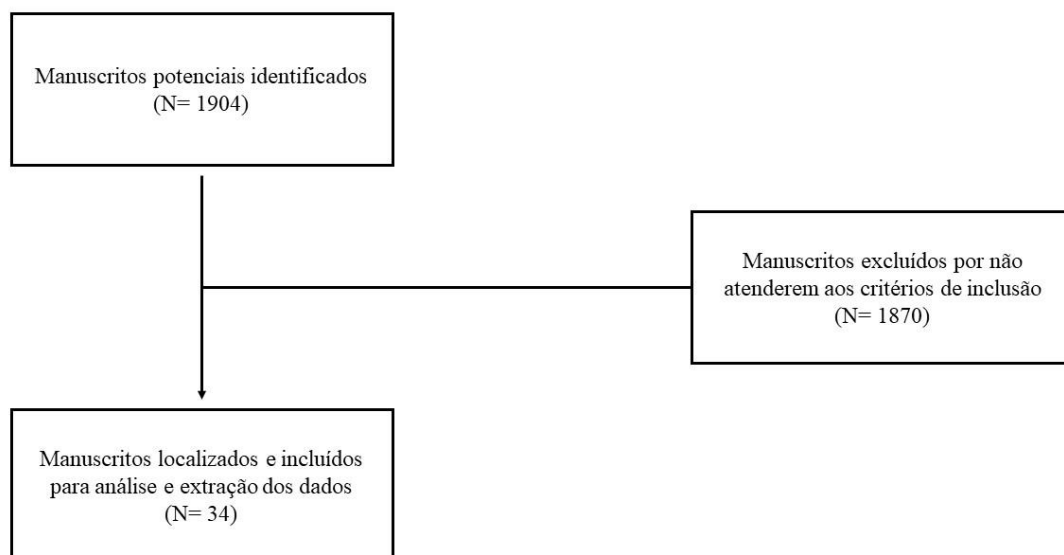 Manuscritos potenciais identificados
(N= 1904)
Manuscritos excluídos por não
atenderem aos critérios de inclusão
(N= 1870)
Manuscritos localizados e incluídos
para análise e extração dos dados
(N= 34)